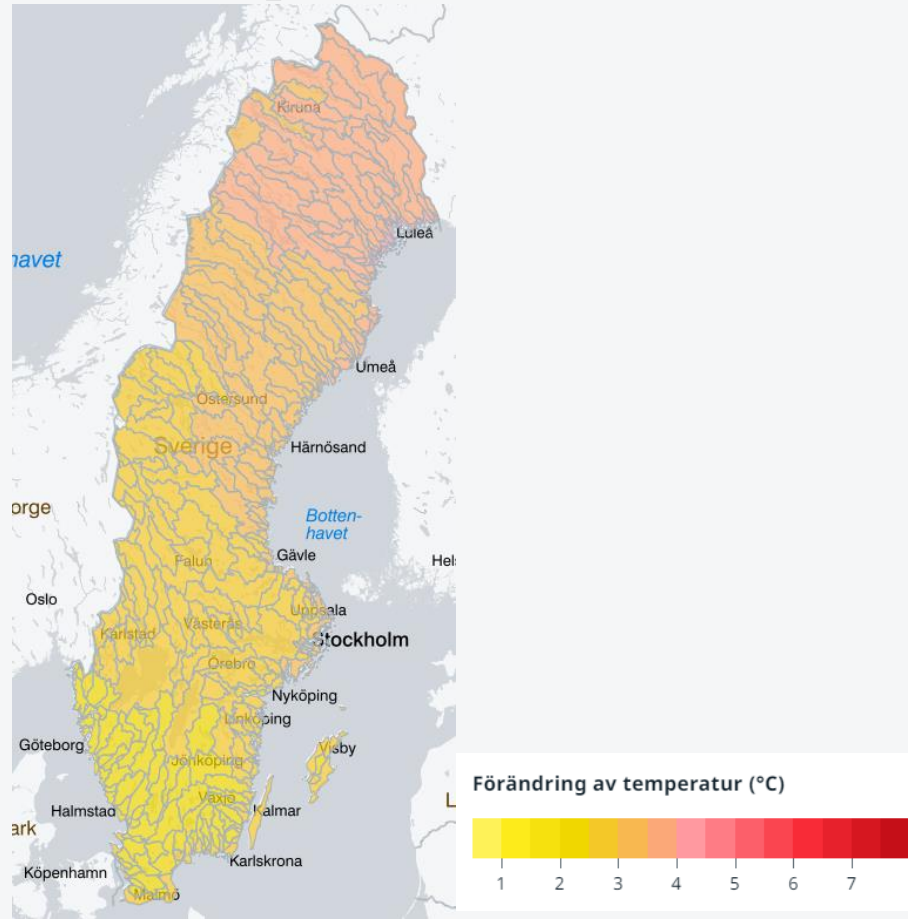 Kiruna
Luleå
havet
Umeå
Östersund
Sverige
Härnösand
orge
Botten-
havet
Gävle
Hels
Falun
Oslo
Uppsala
Västerås
Karlstad
Stockholm
Örebro
Nyköping
Linköping
Göteborg
Visby
Jönköping
Växjö
Halmstad
Kalmar
L
ark
Karlskrona
Köpenhamn
Malmö
Förändring av temperatur (°C)
1 2 3 4 5 6 7